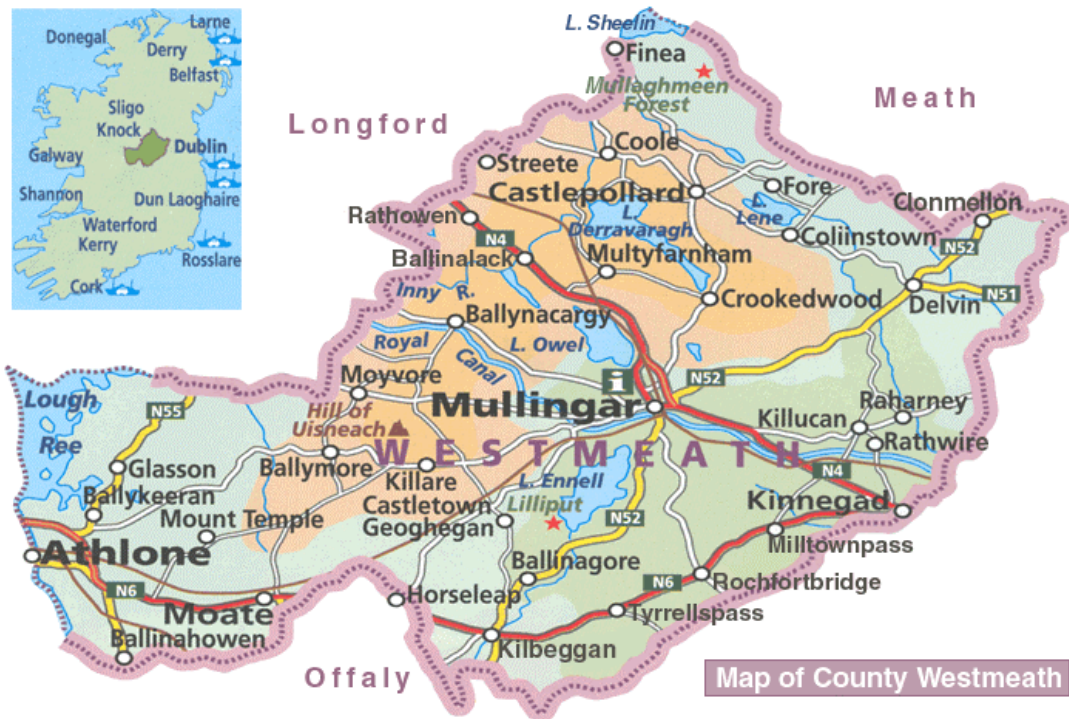 Larne
Donegal
Derry
Belfast
Sligo
Knock
Dublin
Galway
Shannon
Dun Laoghaire
Waterford
Kerry
Rosslare
Cork
L. Sheelin
Finea
Mullaghmeen
Forest
Meath
Longford
Coole
Streete
Castlepollard
Fore
L.
Lene
Clonmellon
Rathowen
L.
Derravaragh
N4
Coliinstown
N52
Ballinalack
Multyfarnham
Inny R.
Crookedwood
Delvin
N51
Ballynacargy
Royal
Canal
L. Owel
Moyvore
i
N52
Lough
Ree
N55
Hill of
Uisneach
Mullingar
Killucan
Raharney
WESTMEATH
Rathwire
Glasson
Ballymore
Killare
L. Ennell
N4
Ballykeeran
Castletown
Geoghegan
Lilliput
Kinnegad
Mount Temple
N52
Milltownpass
Athlone
Ballinagore
N6
Rochfortbridge
N6
Horseleap
Tyrrellspass
Moate
Ballinahowen
Kilbeggan
Offaly
Map of County Westmeath